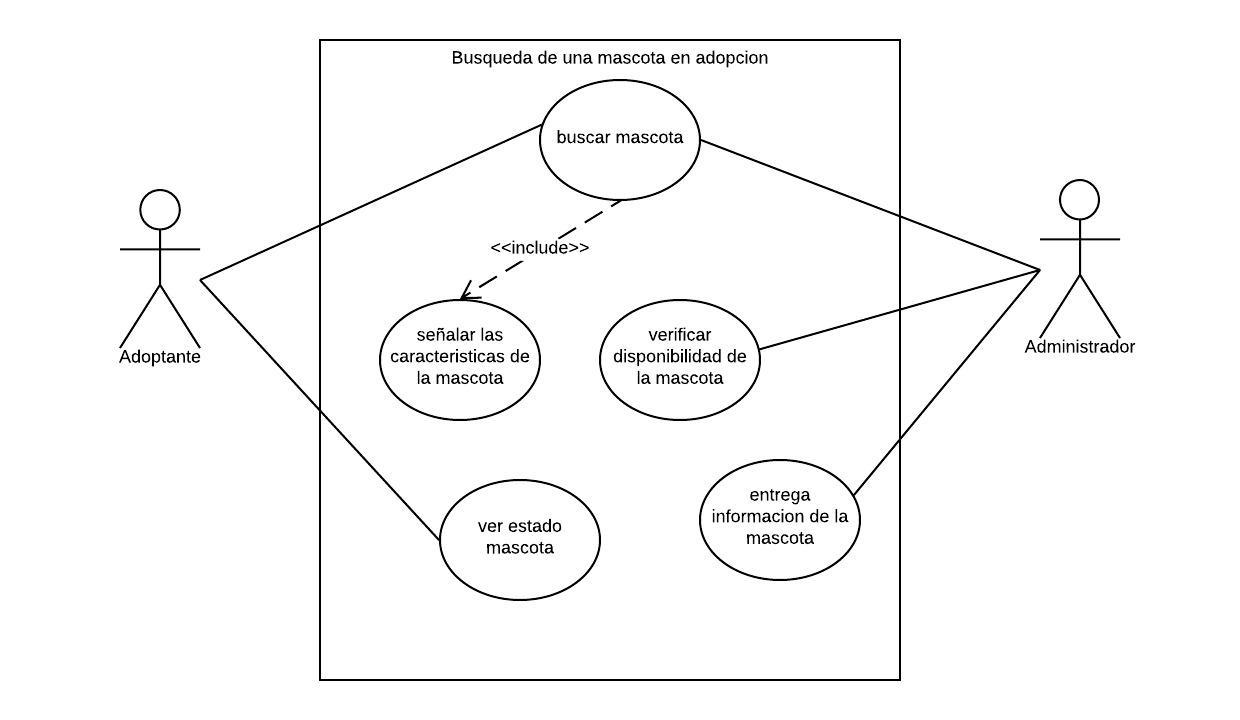 Busqueda de una mascota en adopcion
buscar mascota
<<include>>
señalar las
caracteristicas de
la mascota
verificar
disponibilidad de
la mascota
Adoptante
Administrador
ver estado
mascota
entrega
informacion de la
mascota